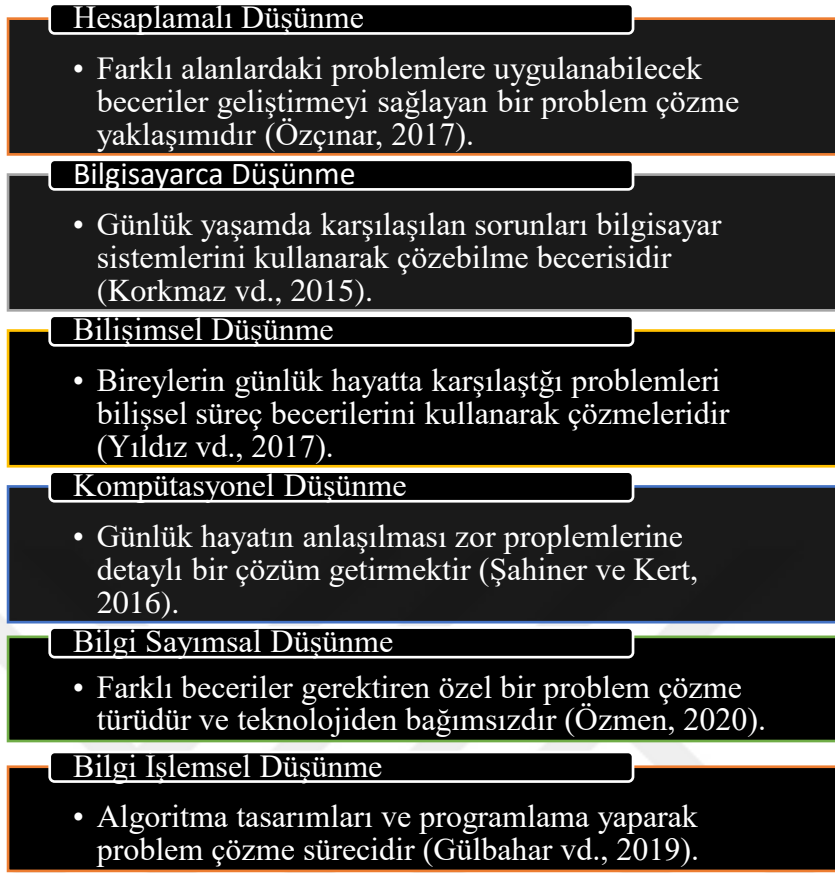 Hesaplamalı Düşünme
• Farklı alanlardaki problemlere uygulanabilecek
beceriler geliştirmeyi sağlayan bir problem çözme
yaklaşımıdır (Özçınar, 2017).
Bilgisayarca Düşünme
• Günlük yaşamda karşılaşılan sorunları bilgisayar
sistemlerini kullanarak çözebilme becerisidir
(Korkmaz vd., 2015).
Bilişimsel Düşünme
• Bireylerin günlük hayatta karşılaştğı problemleri
bilişsel süreç becerilerini kullanarak çözmeleridir
(Yıldız vd., 2017).
Kompütasyonel Düşünme
• Günlük hayatın anlaşılması zor proplemlerine
detaylı bir çözüm getirmektir (Şahiner ve Kert,
2016).
Bilgi Sayımsal Düşünme
• Farklı beceriler gerektiren özel bir problem çözme
türüdür ve teknolojiden bağımsızdır (Özmen, 2020).
Bilgi Işlemsel Düşünme
• Algoritma tasarımları ve programlama yaparak
problem çözme sürecidir (Gülbahar vd., 2019).